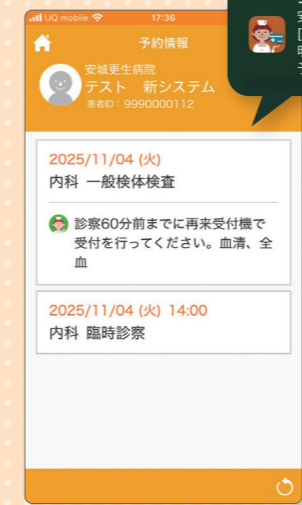 UQ mobile 17:36
予約情報
安城更生病院
テスト 新システム
患者ID：9990000112
2025/11/04 (火)
内科 一般検体検査
診察60分前までに再来受付機で
受付を行ってください。血清、全
血
2025/11/04 (火) 14:00
内科 臨時診察